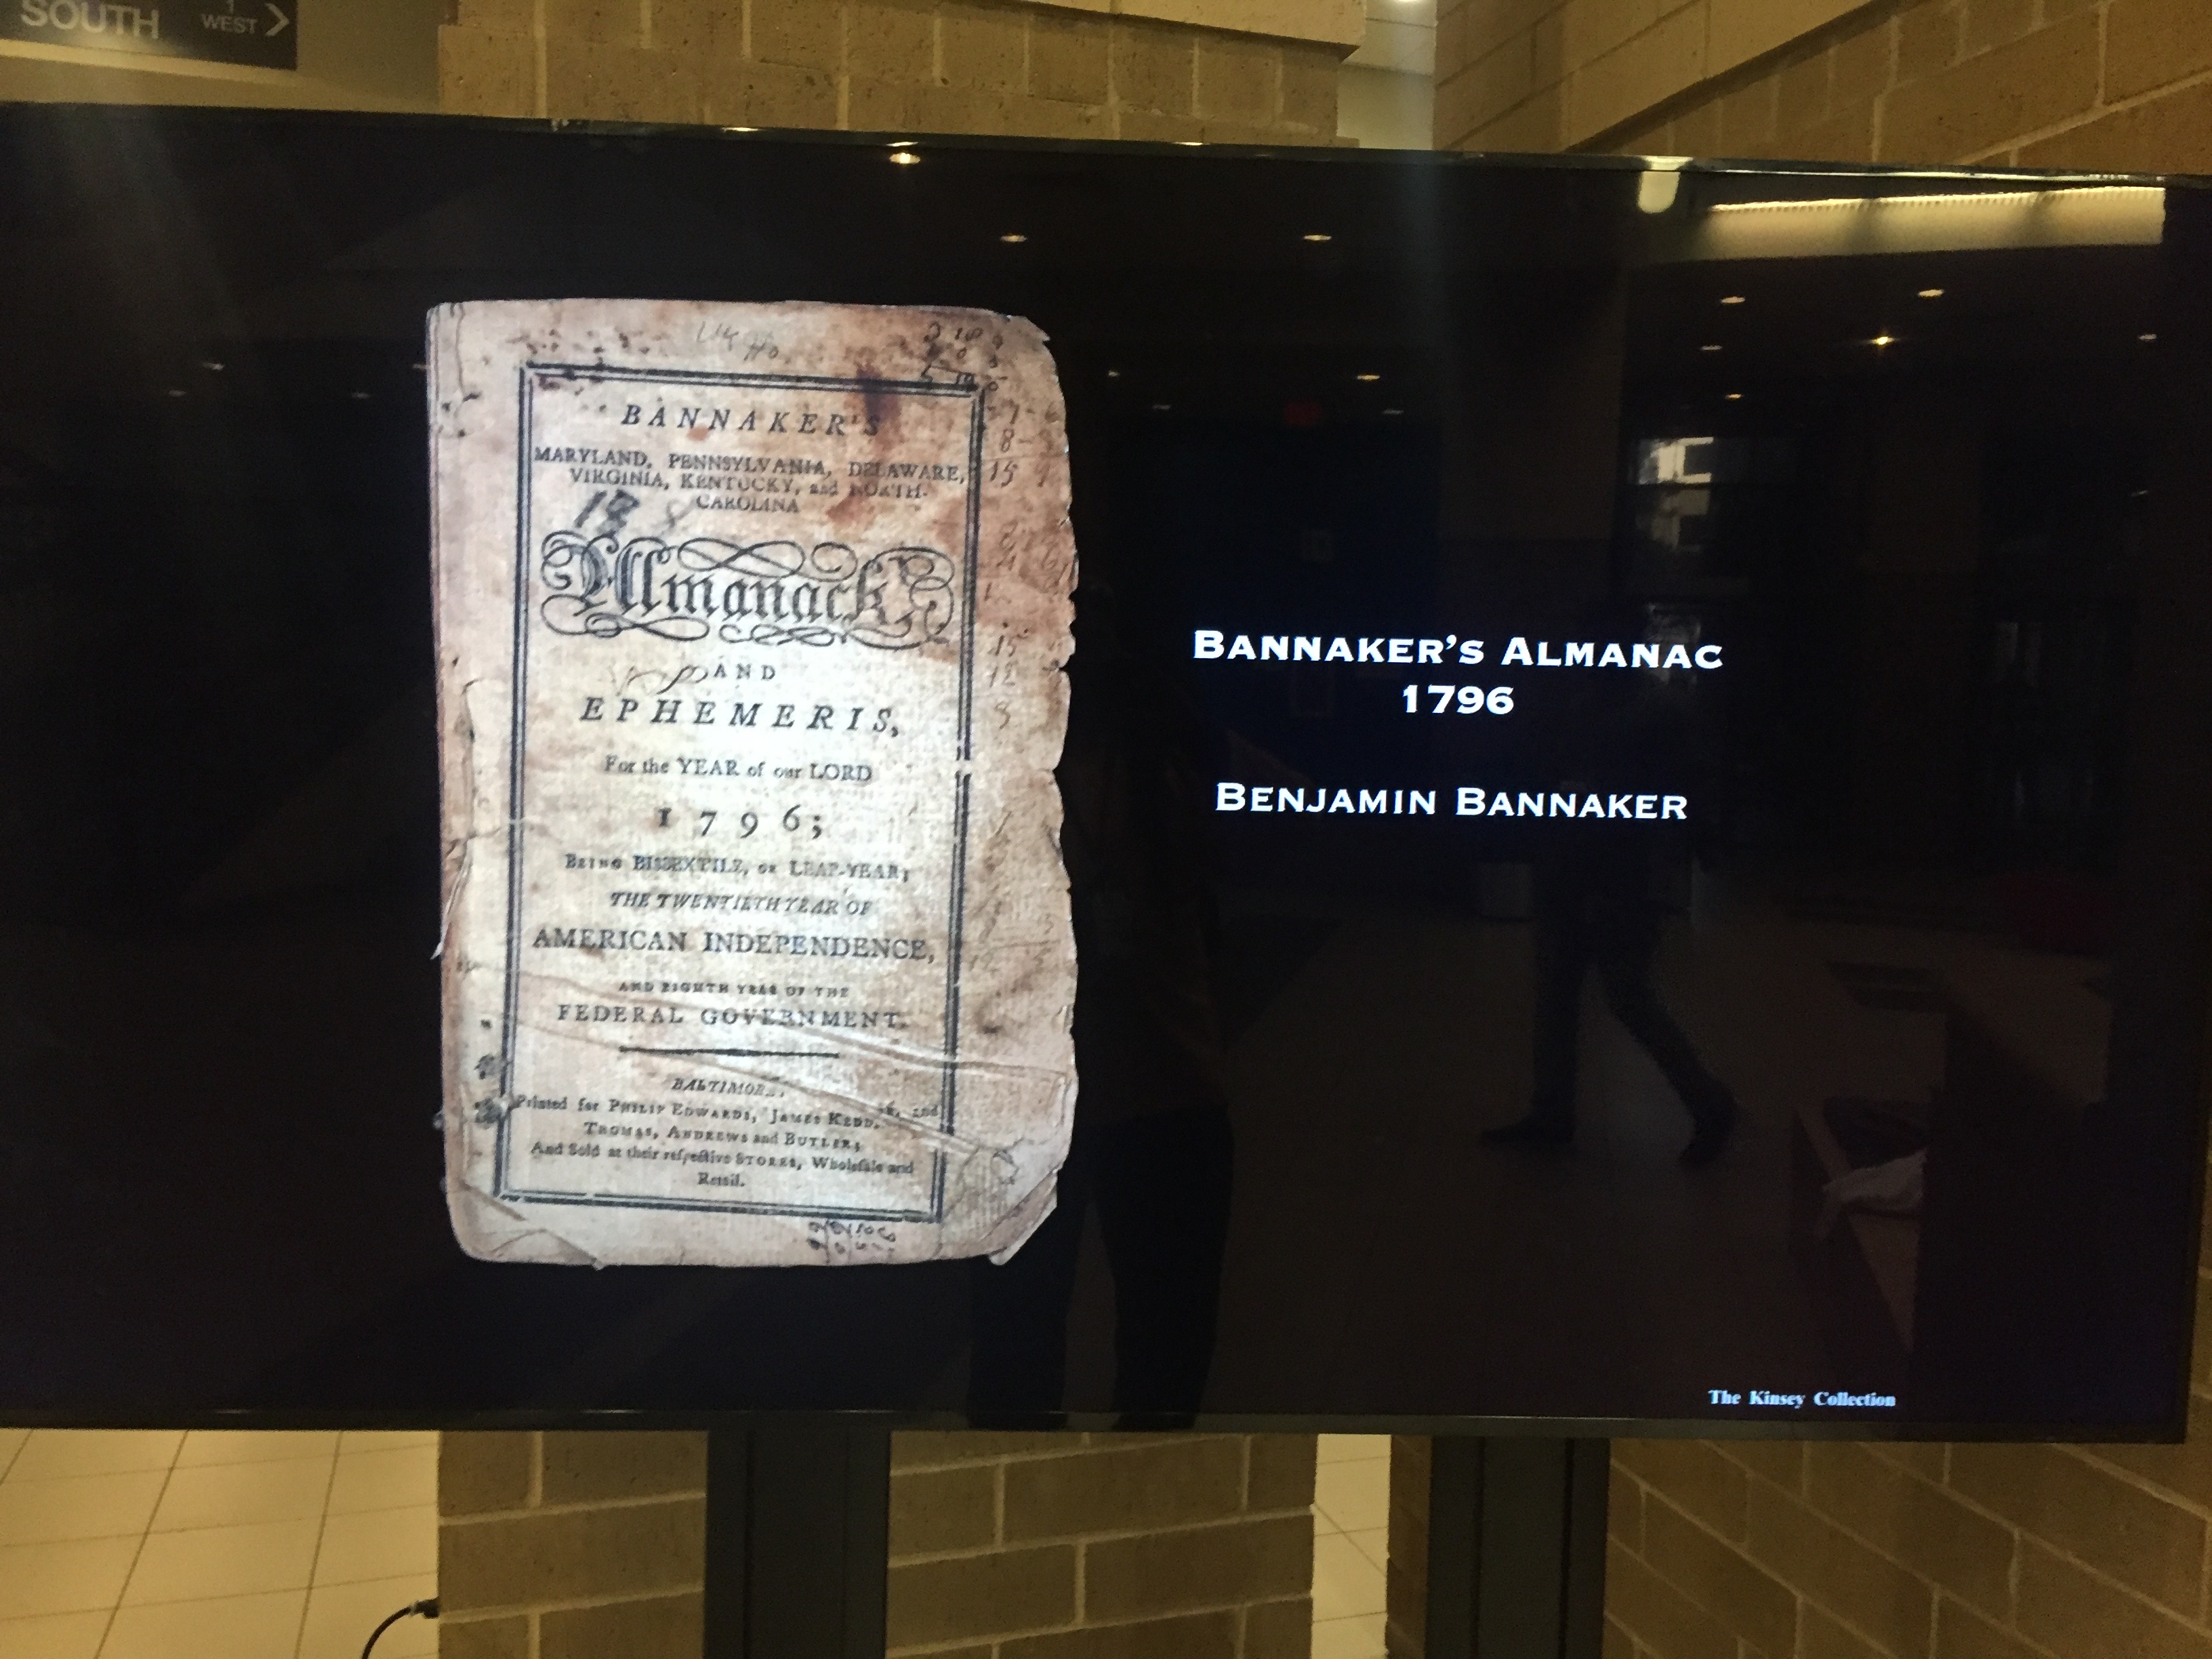 SOUTH
1
WEST
BANNAKER'S
MARYLAND, PENNSYLVANIA, DELAWARE,
VIRGINIA, KENTUCKY, and NORTH-
CAROLINA
Almanack,
AND
EPHEMERIS,
For the YEAR of our LORD
1796;
BEING BISSEXTILE, OR LEAP-YEAR;
THE TWENTIETH YEAR OF
AMERICAN INDEPENDENCE,
AND EIGHTH YEAR OF THE
FEDERAL GOVERNMENT.
BALTIMORE,
Printed for PHILIP EDWARDS, JAMES and
THOMAS, ANDREWS and BUTLER;
And Sold at their respective STORES, Wholesale and
Retail.
BANNAKER'S ALMANAC
1796
BENJAMIN BANNAKER
The Kinsey Collection